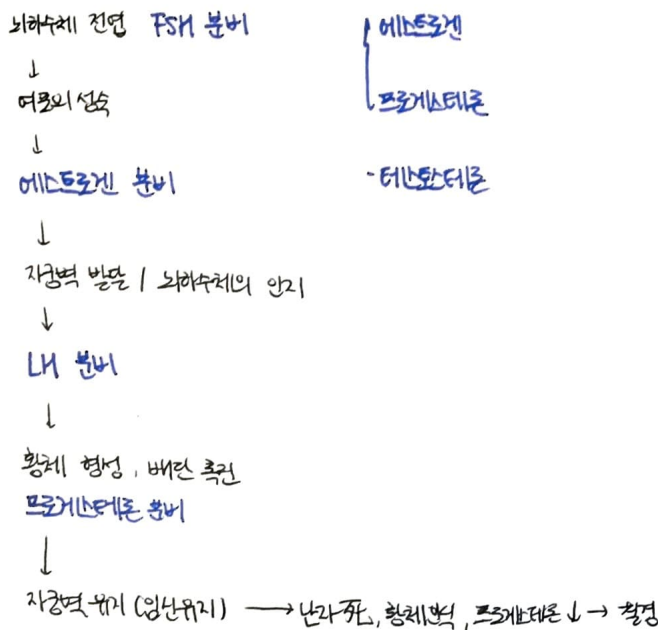 뇌하수체 전엽 FSH 분비
↓
여포의 성숙
↓
에스트로겐 분비
↓
자궁벽 발달 / 뇌하수체의 인지
↓
LH 분비
↓
황체 형성, 배란 촉진
프로게스테론 분비
↓
자궁벽 유지 (임신유지) → 난자 死, 황체 퇴화, 프로게스테론 ↓ → 월경
에스트로겐
프로게스테론
- 테스토스테론